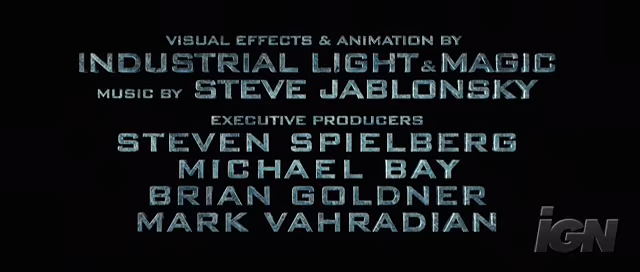 VISUAL EFFECTS & ANIMATION BY
INDUSTRIAL LIGHT & MAGIC
MUSIC BY STEVE JABLONSKY
EXECUTIVE PRODUCERS
STEVEN SPIELBERG
MICHAEL BAY
BRIAN GOLDNER
MARK VAHRADIAN
IGN